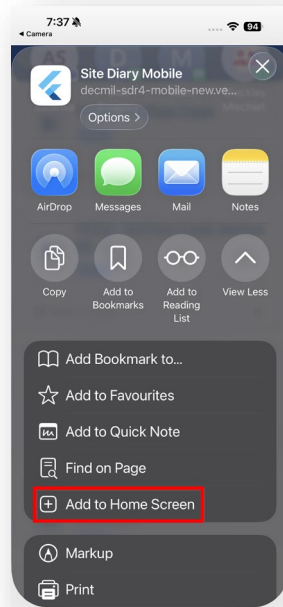 7:37
94
◀ Camera
Site Diary Mobile
decmil-sdr4-mobile-new.ve...
Options >
AirDrop
Messages
Mail
Notes
Copy
Add to
Bookmarks
Add to
Reading
List
View Less
Add Bookmark to...
Add to Favourites
Add to Quick Note
Find on Page
Add to Home Screen
Markup
Print